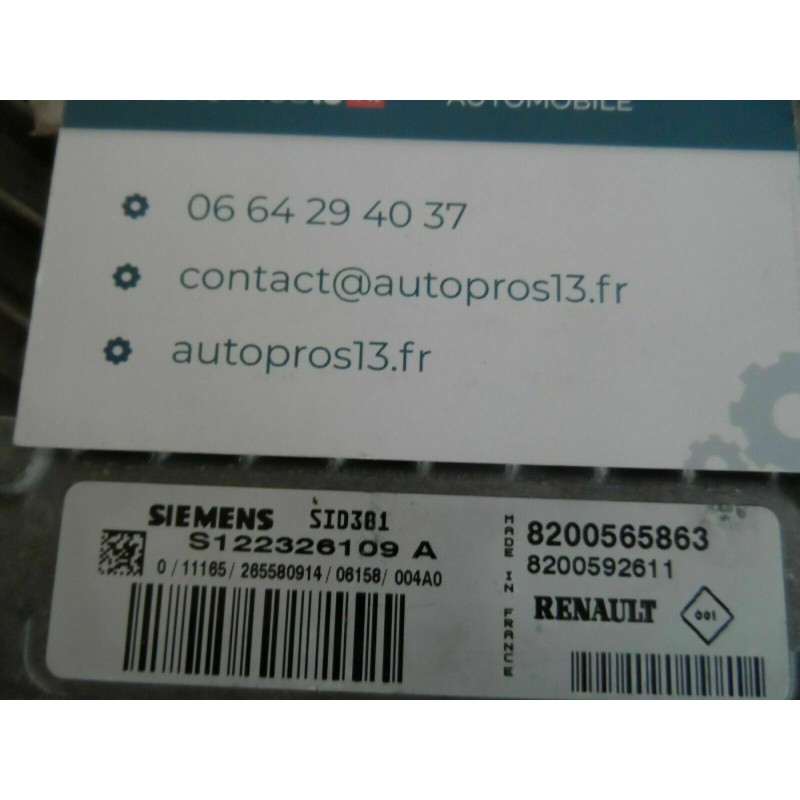 AUTOMOBILE
06 64 29 40 37
contact@autopros13.fr
autopros13.fr
SIEMENS SID301
S122326109 A
0/11165/265580914/06158/004A0
MADE IN FRANCE
8200565863
8200592611
RENAULT 001